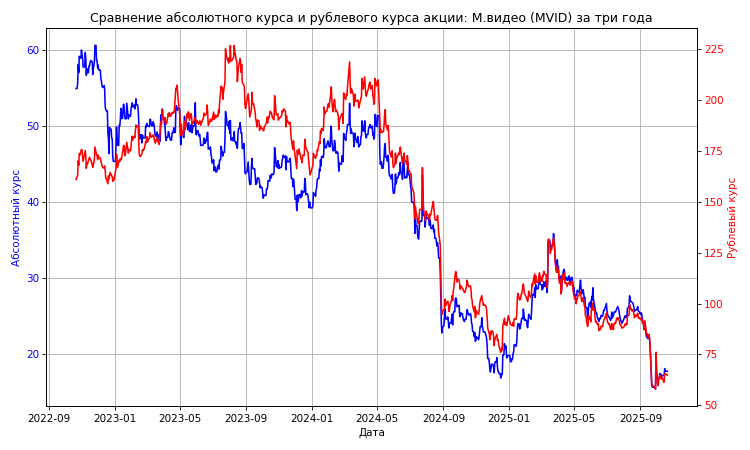 Сравнение абсолютного курса и рублевого курса акции: М.видео (MVID) за три года
60
50
40
30
20
Абсолютный курс
225
200
175
150
125
100
75
50
Рублевый курс
2022-09 2023-01 2023-05 2023-09 2024-01 2024-05 2024-09 2025-01 2025-05 2025-09
Дата